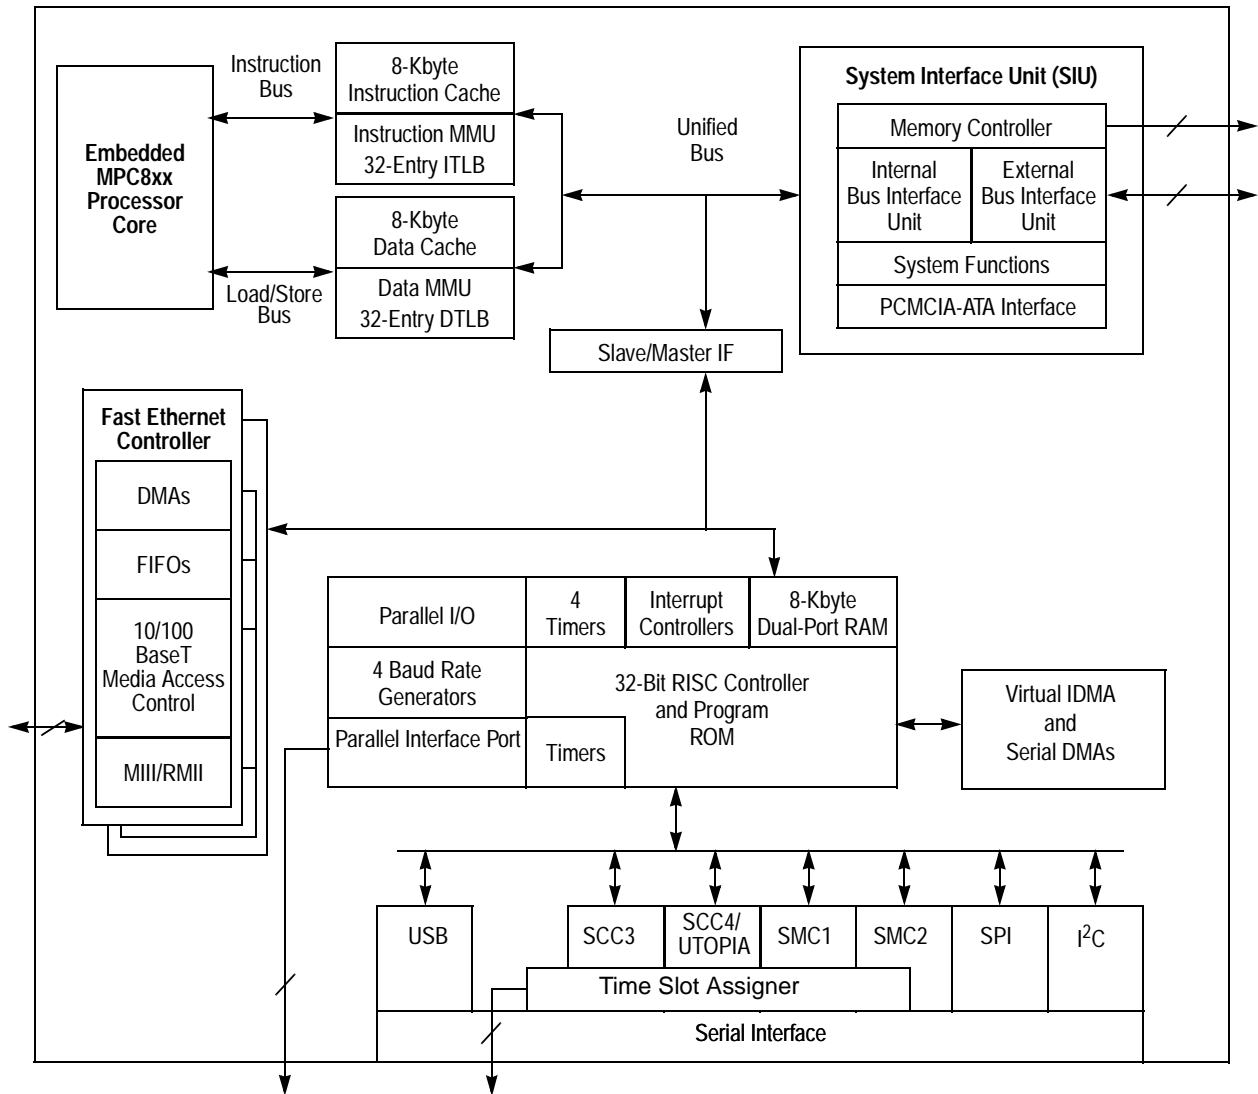 Embedded
MPC8xx
Processor
Core
Instruction
Bus
8-Kbyte
Instruction Cache
Instruction MMU
32-Entry ITLB
8-Kbyte
Data Cache
Data MMU
32-Entry DTLB
Load/Store
Bus
Unified
Bus
System Interface Unit (SIU)
Memory Controller
Internal
Bus Interface
Unit
External
Bus Interface
Unit
System Functions
PCMCIA-ATA Interface
Slave/Master IF
Fast Ethernet
Controller
DMAs
FIFOs
10/100
BaseT
Media Access
Control
MIII/RMII
Parallel I/O
4
Timers
Interrupt
Controllers
8-Kbyte
Dual-Port RAM
4 Baud Rate
Generators
32-Bit RISC Controller
and Program
ROM
Parallel Interface Port
Timers
Virtual IDMA
and
Serial DMAs
USB
SCC3
SCC4/
UTOPIA
SMC1
SMC2
SPI
I²C
Time Slot Assigner
Serial Interface